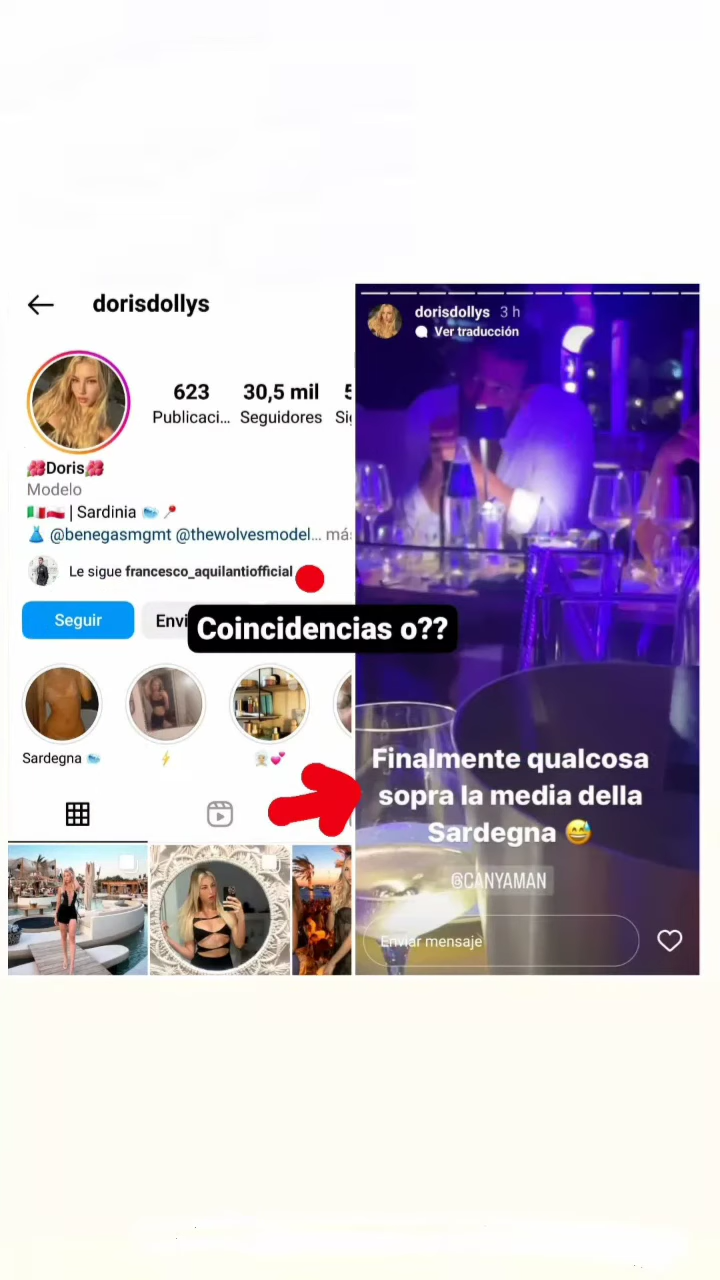 dorisdollys
623
30,5 mil
Publicaci...
Seguidores
🌺Doris🌺
Modelo
🇮🇹🇵🇱 | Sardinia 🐟 📍
👗 @benegasmgmt @thewolvesmodel... más
Le sigue francesco_aquilantiofficial
Seguir
Envi
Coincidencias o??
Sardegna 🐟
⚡
👩🏼‍🚀💕
dorisdollys 3 h
Ver traducción
Finalmente qualcosa
sopra la media della
Sardegna 😅
@CANYAMAN
Enviar mensaje